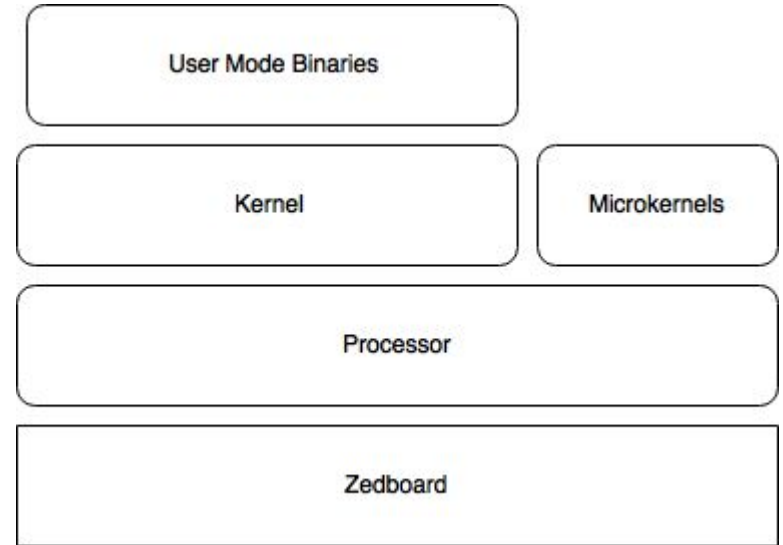 User Mode Binaries
Kernel
Microkernels
Processor
Zedboard